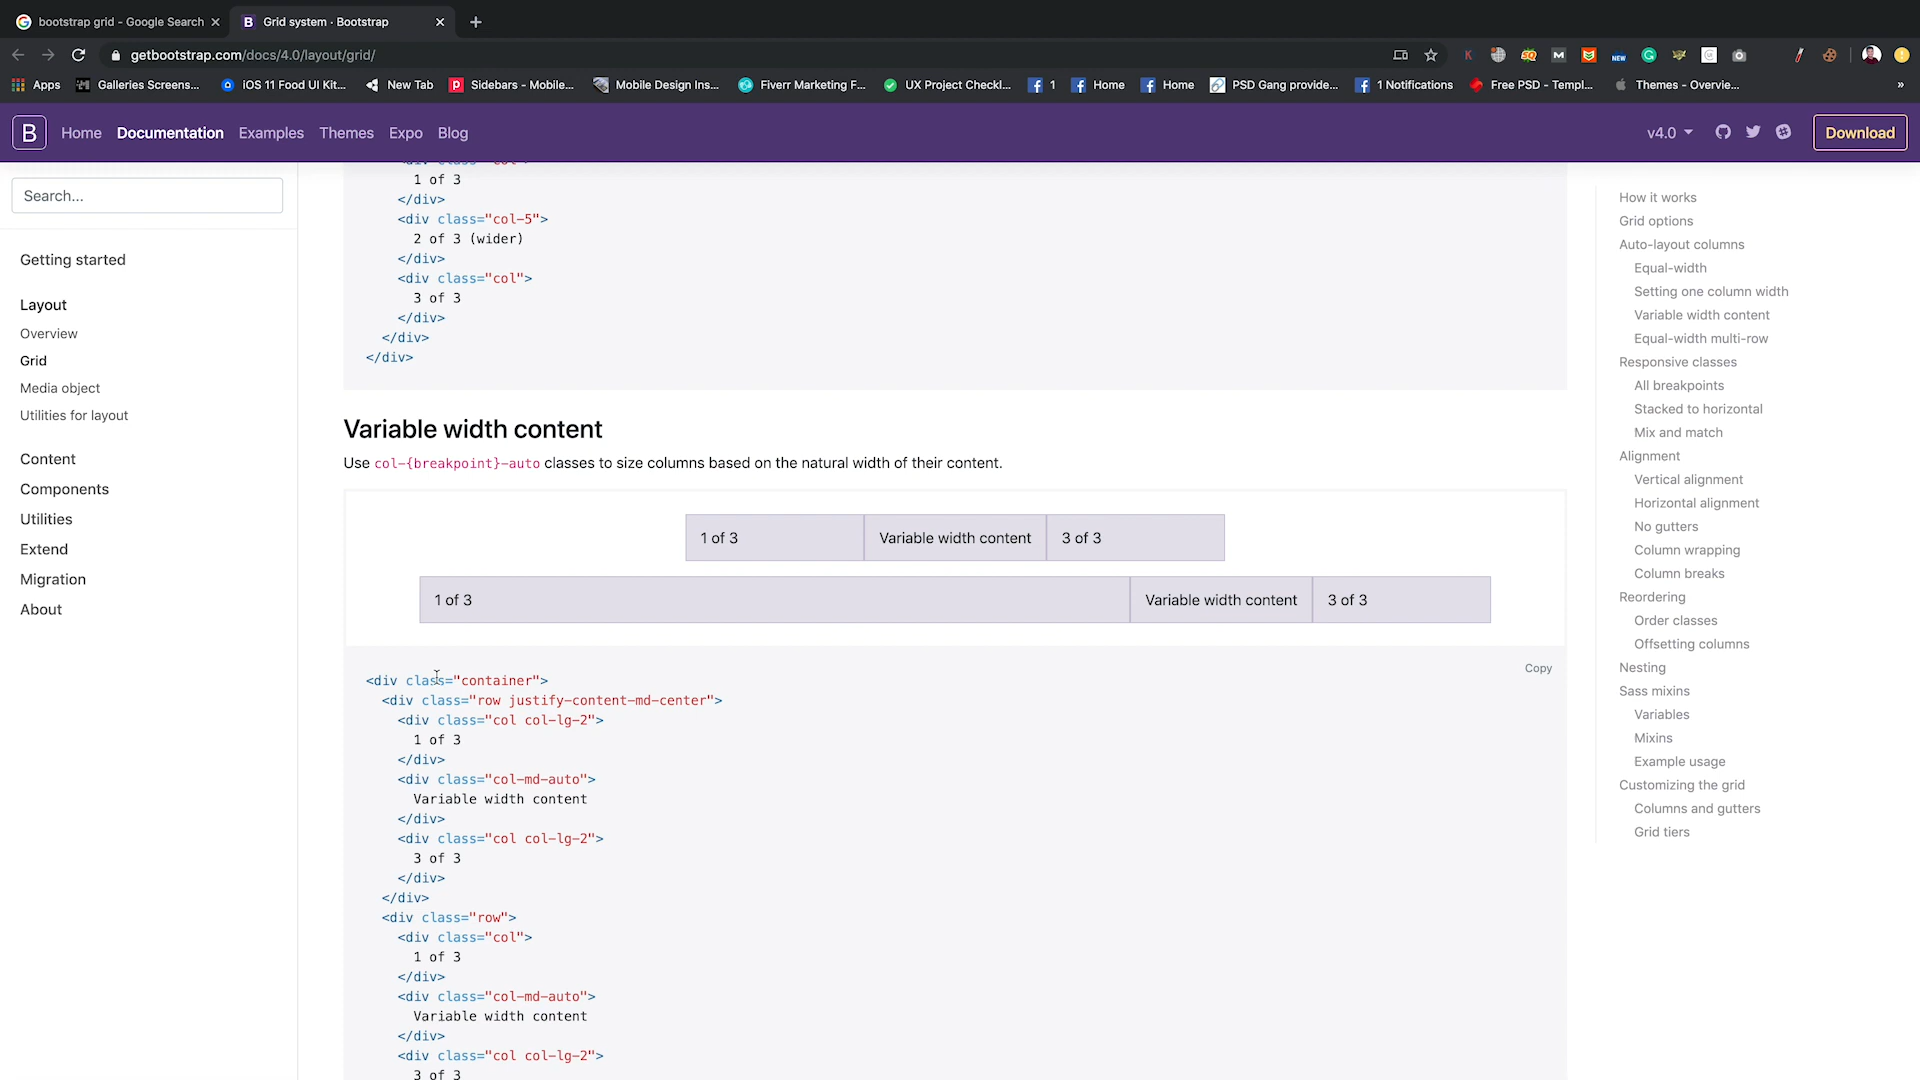 bootstrap grid - Google Search
Grid system · Bootstrap
getbootstrap.com/docs/4.0/layout/grid/
Apps
Galleries Screens...
iOS 11 Food UI Kit...
New Tab
Sidebars - Mobile...
Mobile Design Ins...
Fiverr Marketing F...
UX Project Checkl...
1
Home
Home
PSD Gang provide...
1 Notifications
Free PSD - Templ...
Themes - Overvie...
B
Home
Documentation
Examples
Themes
Expo
Blog
v4.0
Download
Search...
Getting started
Layout
Overview
Grid
Media object
Utilities for layout
Content
Components
Utilities
Extend
Migration
About
1 of 3
</div>
<div class="col-5">
2 of 3 (wider)
</div>
<div class="col">
3 of 3
</div>
</div>
</div>
Variable width content
Use col-{breakpoint}-auto classes to size columns based on the natural width of their content.
1 of 3
Variable width content
3 of 3
1 of 3
Variable width content
3 of 3
Copy
<div class="container">
<div class="row justify-content-md-center">
<div class="col col-lg-2">
1 of 3
</div>
<div class="col-md-auto">
Variable width content
</div>
<div class="col col-lg-2">
3 of 3
</div>
</div>
<div class="row">
<div class="col">
1 of 3
</div>
<div class="col-md-auto">
Variable width content
</div>
<div class="col col-lg-2">
3 of 3
How it works
Grid options
Auto-layout columns
Equal-width
Setting one column width
Variable width content
Equal-width multi-row
Responsive classes
All breakpoints
Stacked to horizontal
Mix and match
Alignment
Vertical alignment
Horizontal alignment
No gutters
Column wrapping
Column breaks
Reordering
Order classes
Offsetting columns
Nesting
Sass mixins
Variables
Mixins
Example usage
Customizing the grid
Columns and gutters
Grid tiers